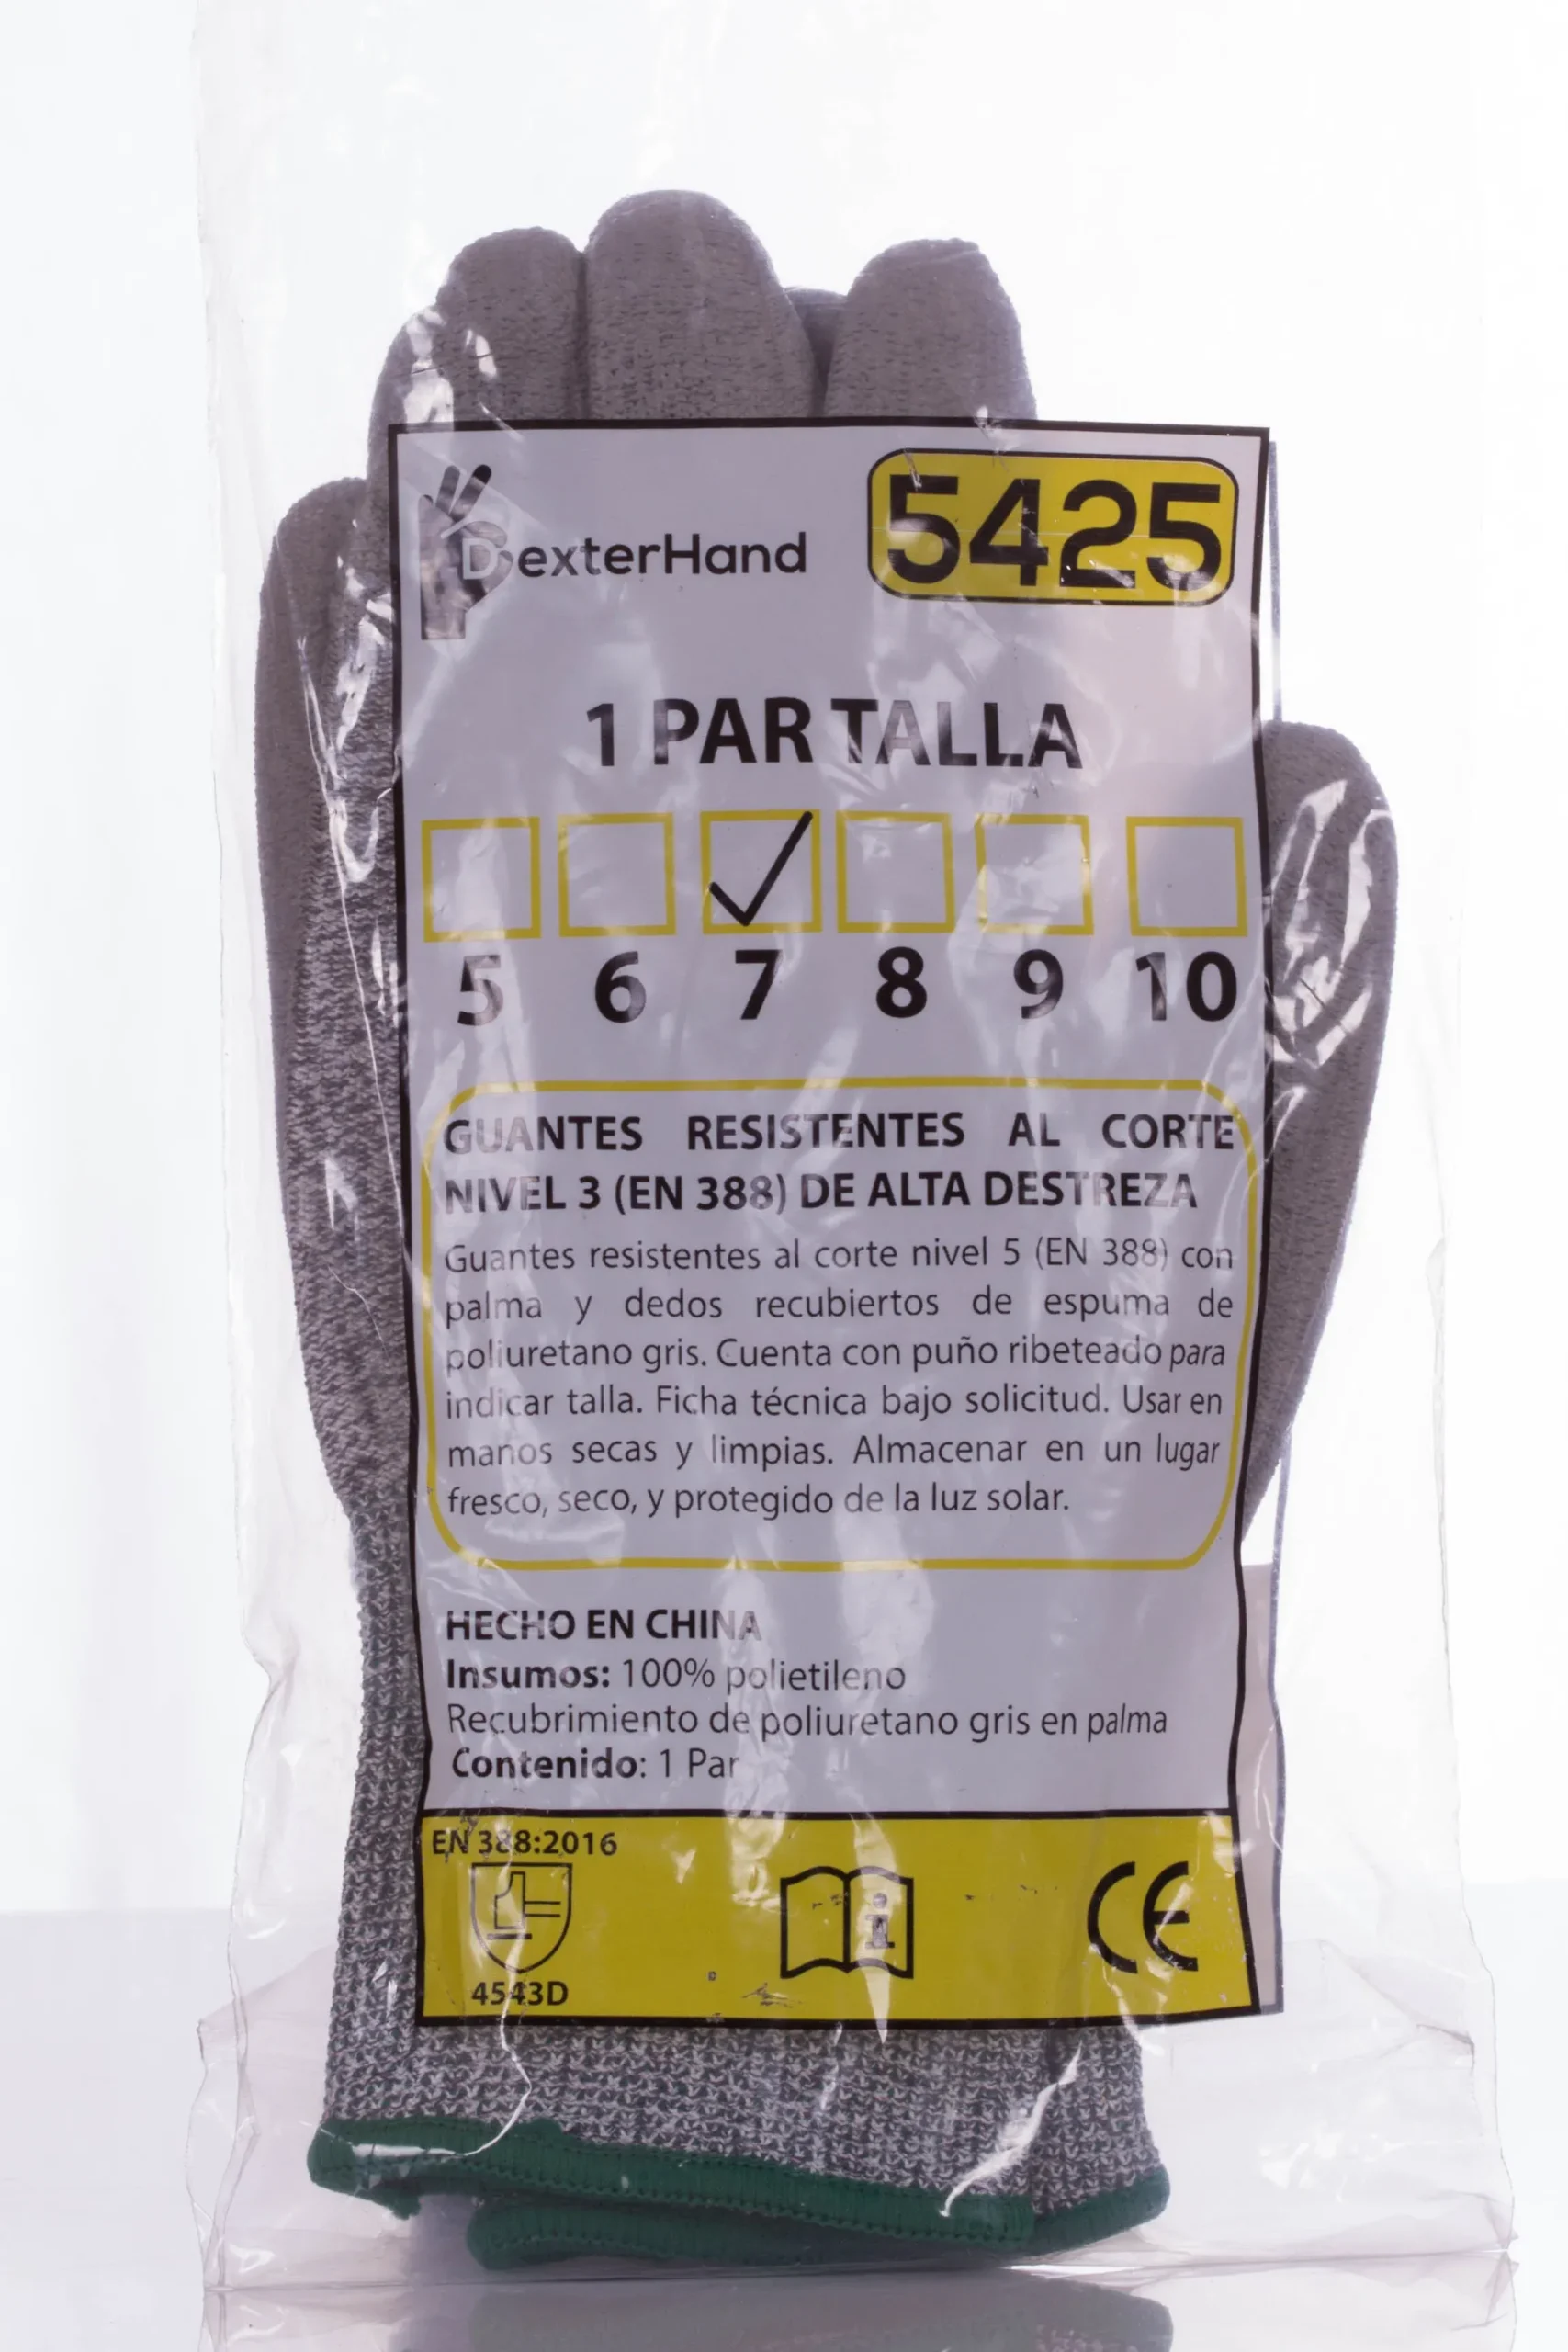 DexterHand
5425
1 PAR TALLA
5 6 7 8 9 10
GUANTES RESISTENTES AL CORTE
NIVEL 3 (EN 388) DE ALTA DESTREZA
Guantes resistentes al corte nivel 5 (EN 388) con
palma y dedos recubiertos de espuma de
poliuretano gris. Cuenta con puño ribeteado para
indicar talla. Ficha técnica bajo solicitud. Usar en
manos secas y limpias. Almacenar en un lugar
fresco, seco, y protegido de la luz solar.
HECHO EN CHINA
Insumos: 100% polietileno
Recubrimiento de poliuretano gris en palma
Contenido: 1 Par
EN 388:2016
i
CE
4543D